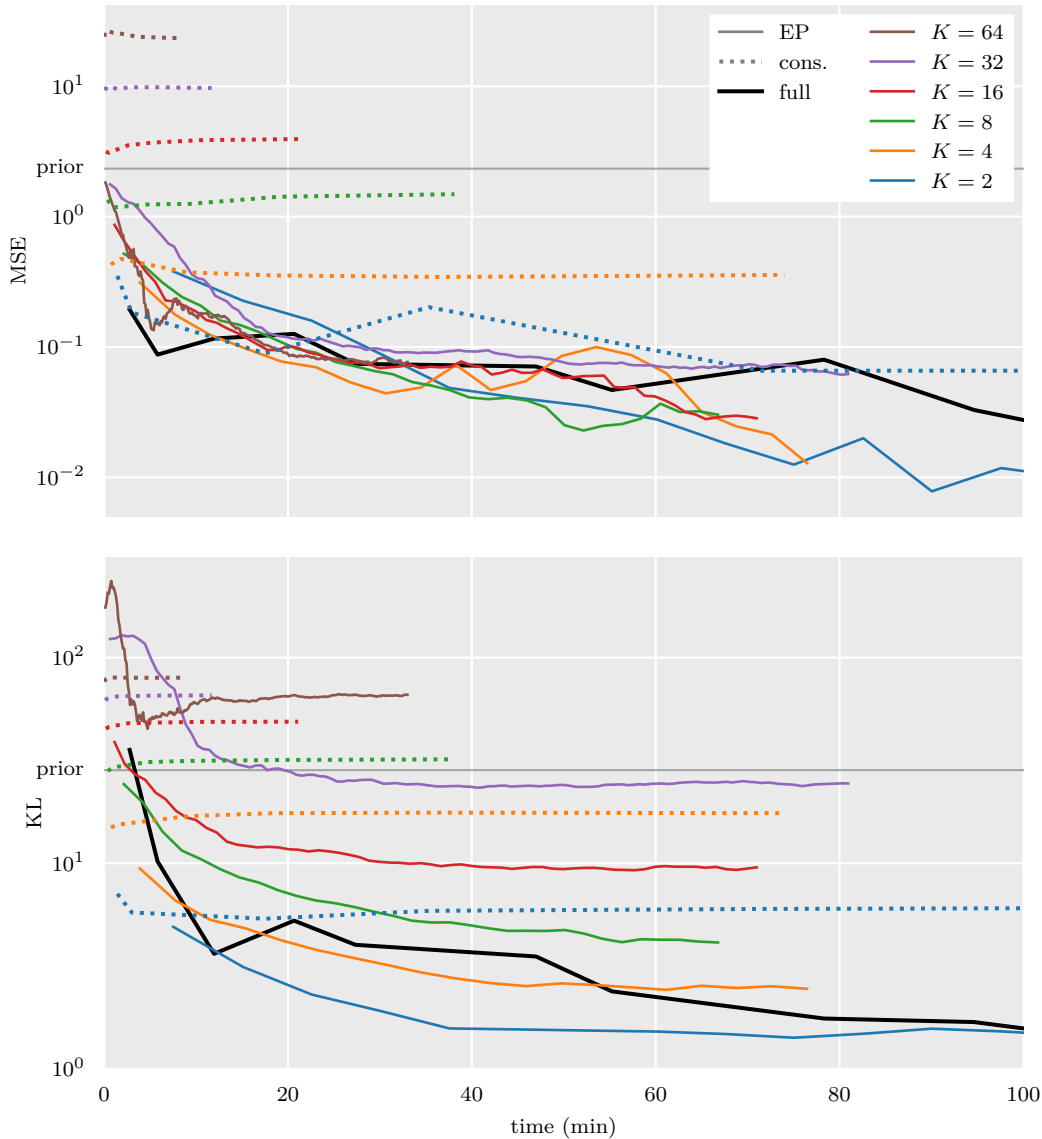 10^1
prior
10^0
10^-1
10^-2
MSE
EP
cons.
full
K = 64
K = 32
K = 16
K = 8
K = 4
K = 2
10^2
prior
10^1
10^0
KL
0 20 40 60 80 100
time (min)